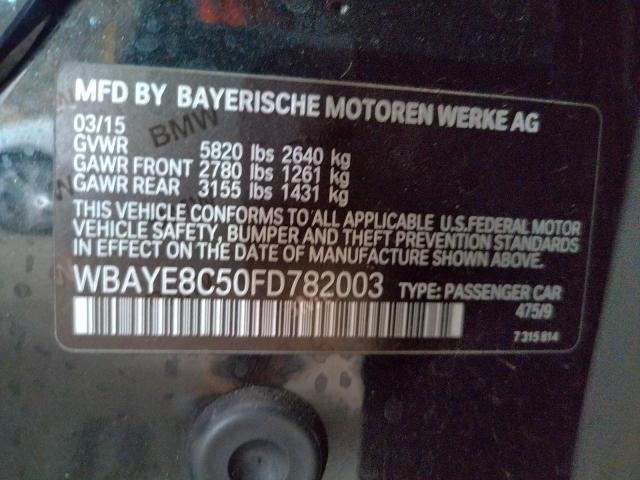 MFD BY BAYERISCHE MOTOREN WERKE AG
03/15
BMW
GVWR 5820 lbs 2640 kg
GAWR FRONT 2780 lbs 1261 kg
GAWR REAR 3155 lbs 1431 kg
THIS VEHICLE CONFORMS TO ALL APPLICABLE U.S.FEDERAL MOTOR
VEHICLE SAFETY, BUMPER AND THEFT PREVENTION STANDARDS
IN EFFECT ON THE DATE OF MANUFACTURE SHOWN ABOVE.
WBAYE8C50FD782003 TYPE: PASSENGER CAR
475/9
7 315 814